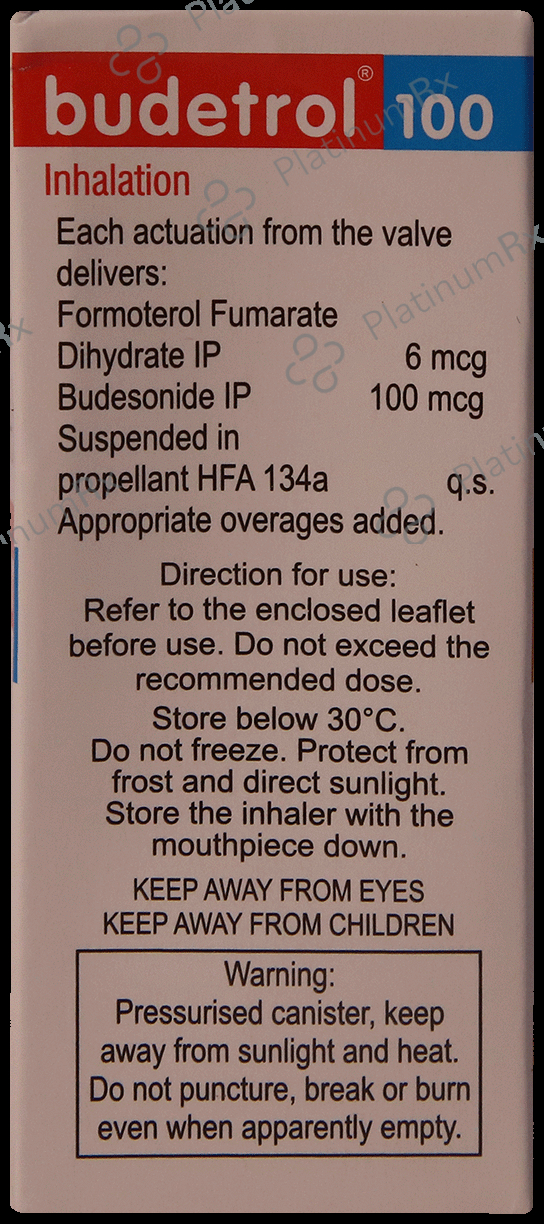 budetrol® 100
Inhalation
Each actuation from the valve
delivers:
Formoterol Fumarate
Dihydrate IP 6 mcg
Budesonide IP 100 mcg
Suspended in
propellant HFA 134a q.s.
Appropriate overages added.
Direction for use:
Refer to the enclosed leaflet
before use. Do not exceed the
recommended dose.
Store below 30°C.
Do not freeze. Protect from
frost and direct sunlight.
Store the inhaler with the
mouthpiece down.
KEEP AWAY FROM EYES
KEEP AWAY FROM CHILDREN
Warning:
Pressurised canister, keep
away from sunlight and heat.
Do not puncture, break or burn
even when apparently empty.
PlatinumRx
PlatinumRx